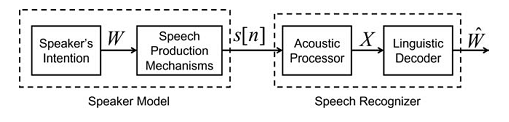 Speaker's
Intention
W
Speech
Production
Mechanisms
s[n]
Acoustic
Processor
X
Linguistic
Decoder
Ŵ
Speaker Model
Speech Recognizer